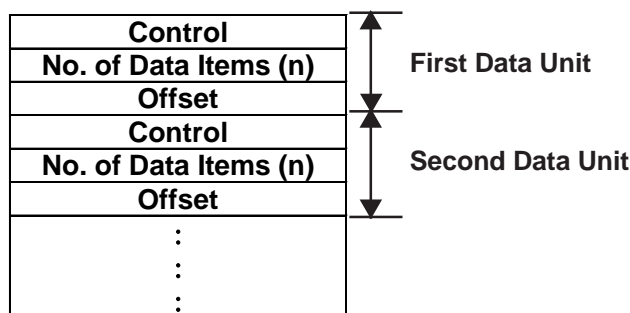 Control
No. of Data Items (n)
First Data Unit
Offset
Control
No. of Data Items (n)
Second Data Unit
Offset
:
:
: